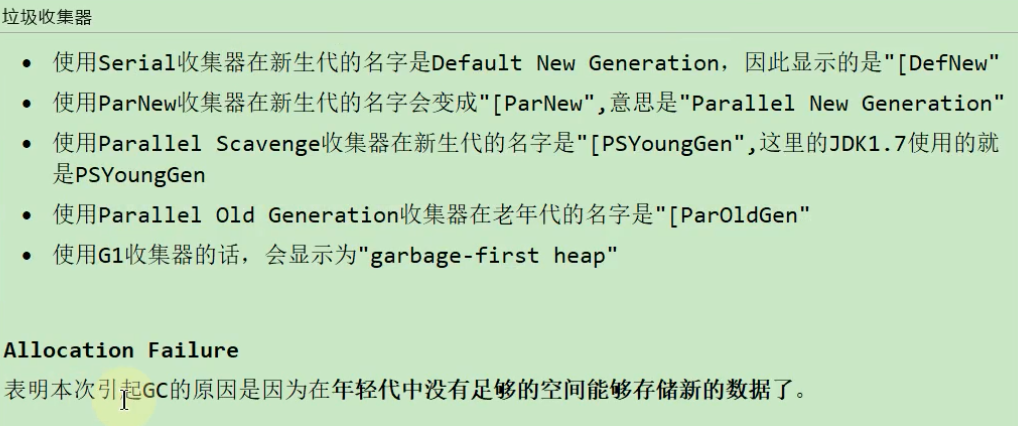 垃圾收集器
• 使用Serial收集器在新生代的名字是Default New Generation，因此显示的是"[DefNew"
• 使用ParNew收集器在新生代的名字会变成"[ParNew",意思是"Parallel New Generation"
• 使用Parallel Scavenge收集器在新生代的名字是"[PSYoungGen",这里的JDK1.7使用的就
是PSYoungGen
• 使用Parallel Old Generation收集器在老年代的名字是"[ParOldGen"
• 使用G1收集器的话，会显示为"garbage-first heap"
Allocation Failure
表明本次引起GC的原因是因为在年轻代中没有足够的空间能够存储新的数据了。